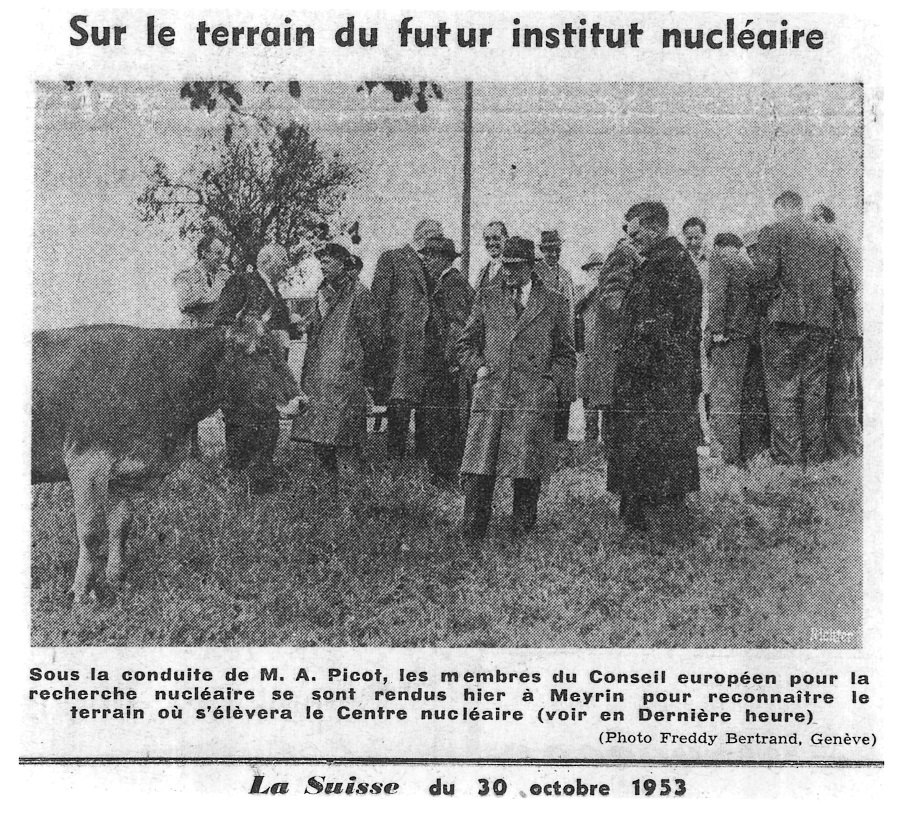 Sur le terrain du futur institut nucléaire
Richter
Sous la conduite de M. A. Picot, les membres du Conseil européen pour la
recherche nucléaire se sont rendus hier à Meyrin pour reconnaître le
terrain où s'élèvera le Centre nucléaire (voir en Dernière heure)
(Photo Freddy Bertrand, Genève)
La Suisse du 30 octobre 1953